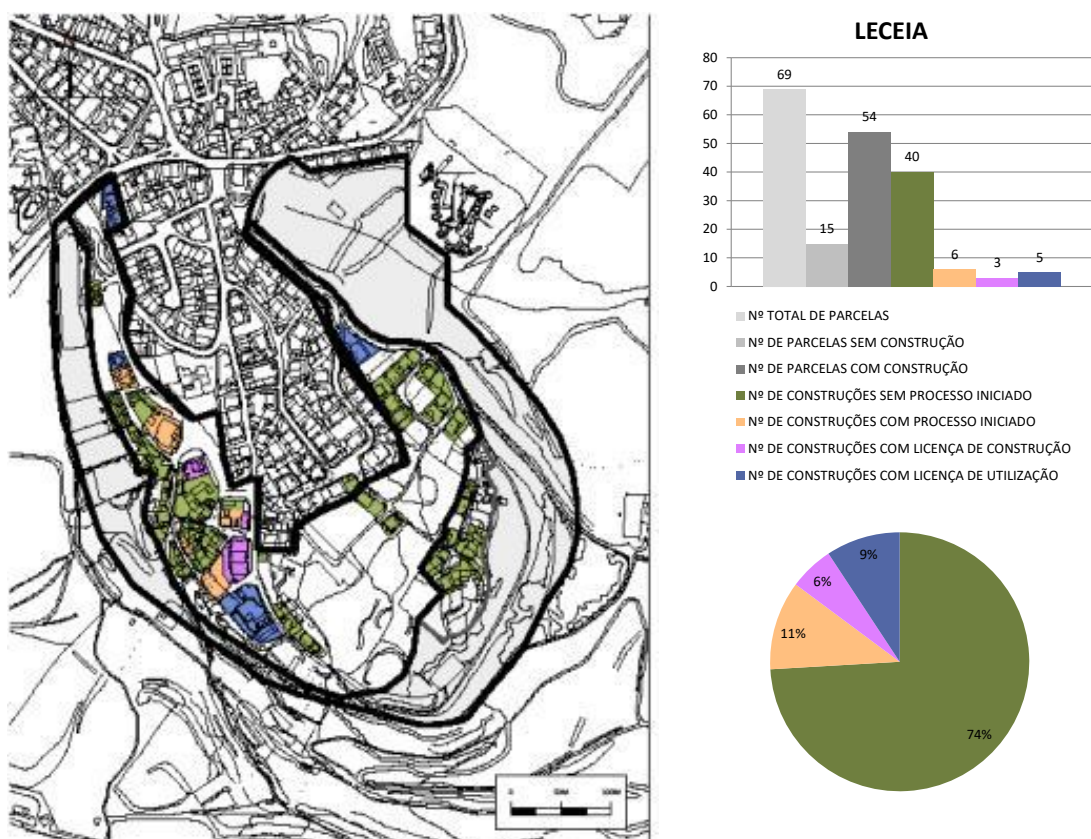 LECEIA
80
70
60
50
40
30
20
10
0
69
15
54
40
6
3
5
Nº TOTAL DE PARCELAS
Nº DE PARCELAS SEM CONSTRUÇÃO
Nº DE PARCELAS COM CONSTRUÇÃO
Nº DE CONSTRUÇÕES SEM PROCESSO INICIADO
Nº DE CONSTRUÇÕES COM PROCESSO INICIADO
Nº DE CONSTRUÇÕES COM LICENÇA DE CONSTRUÇÃO
Nº DE CONSTRUÇÕES COM LICENÇA DE UTILIZAÇÃO
9%
6%
11%
74%
0 50M 100M